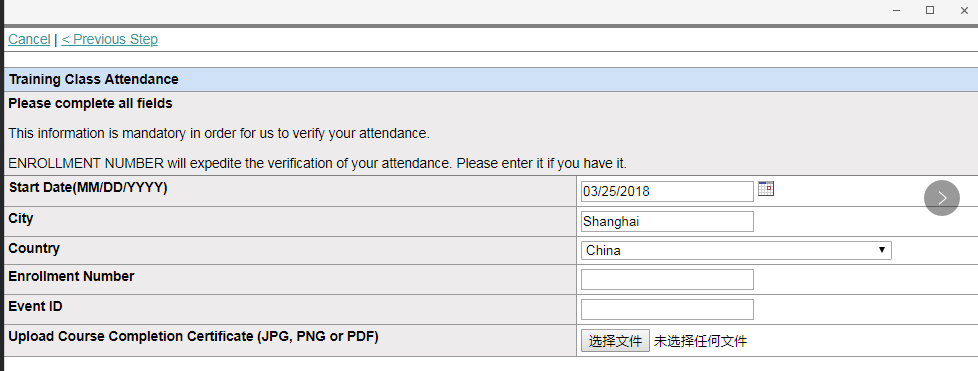 Cancel | < Previous Step
Training Class Attendance
Please complete all fields
This information is mandatory in order for us to verify your attendance.
ENROLLMENT NUMBER will expedite the verification of your attendance. Please enter it if you have it.
Start Date(MM/DD/YYYY) 03/25/2018
City Shanghai
Country China
Enrollment Number
Event ID
Upload Course Completion Certificate (JPG, PNG or PDF) 选择文件 未选择任何文件